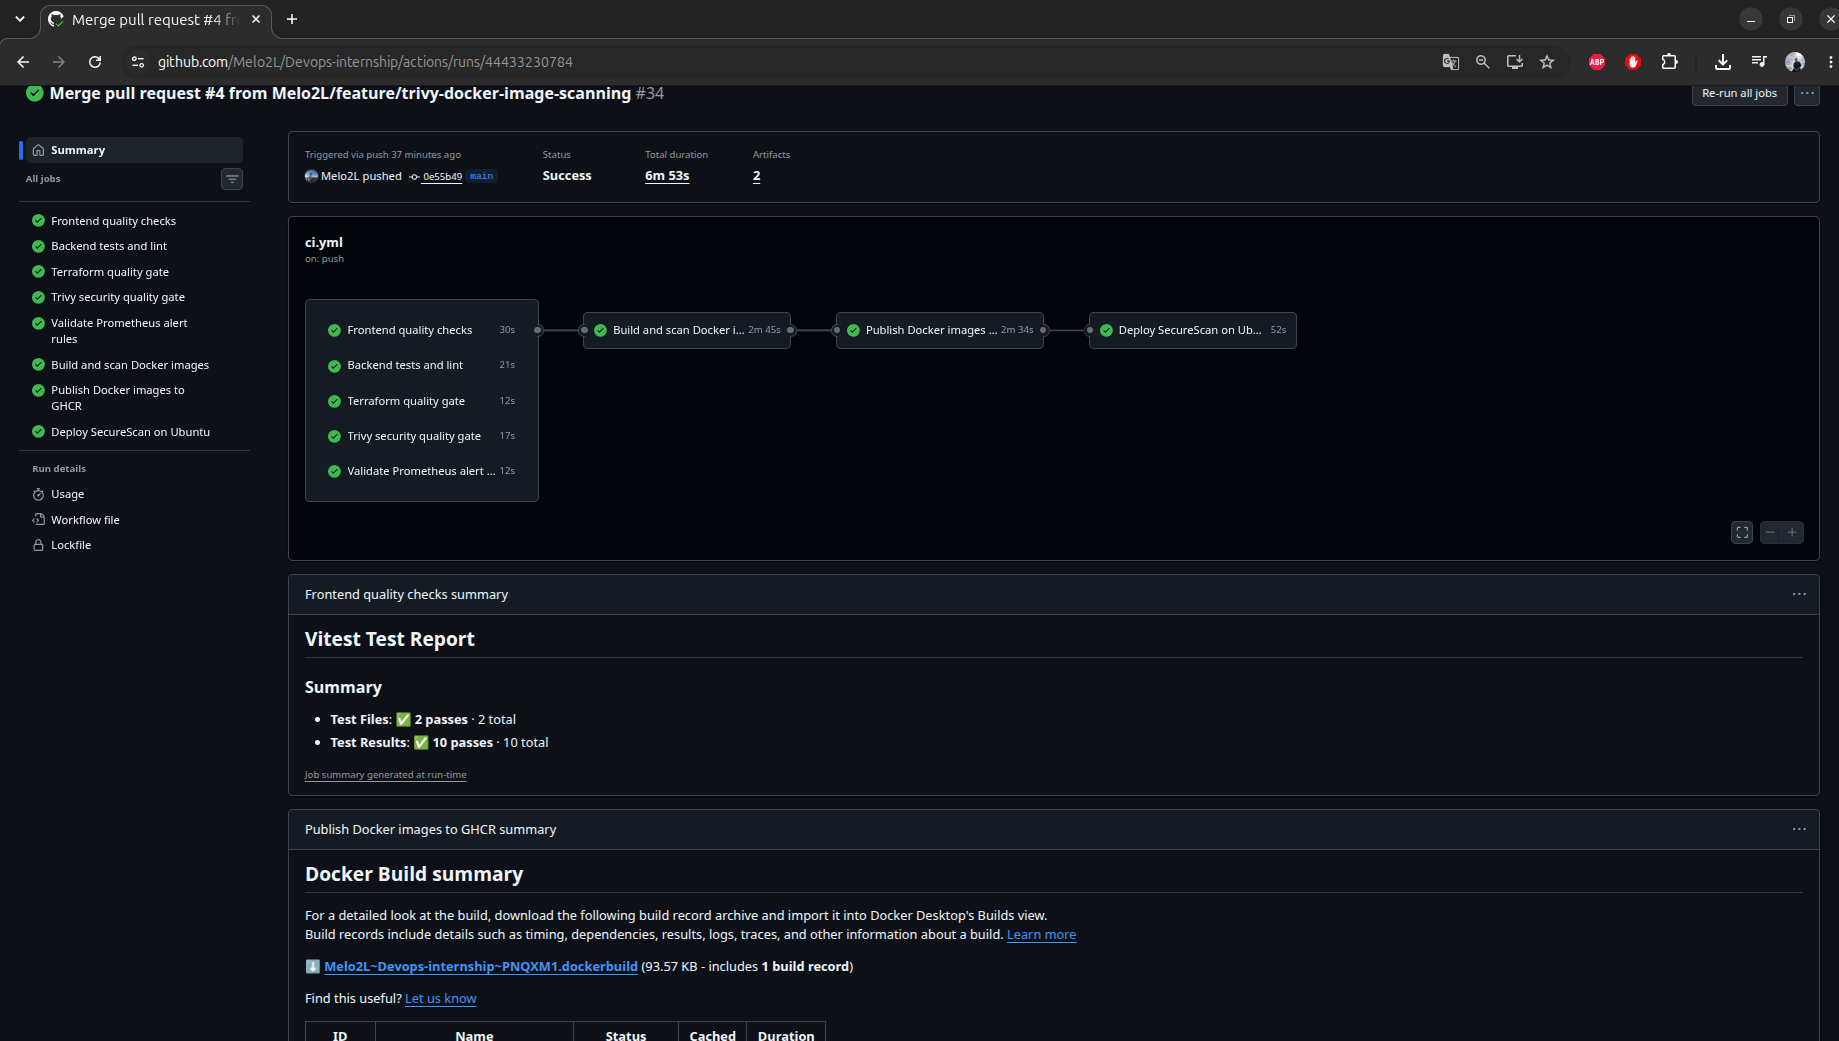 Merge pull request #4 fr
github.com/Melo2L/Devops-internship/actions/runs/44433230784
ABP
Merge pull request #4 from Melo2L/feature/trivy-docker-image-scanning #34
Re-run all jobs
Summary
All jobs
Frontend quality checks
Backend tests and lint
Terraform quality gate
Trivy security quality gate
Validate Prometheus alert
rules
Build and scan Docker images
Publish Docker images to
GHCR
Deploy SecureScan on Ubuntu
Run details
Usage
Workflow file
Lockfile
Triggered via push 37 minutes ago
Melo2L pushed 0e55b49 main
Status
Success
Total duration
6m 53s
Artifacts
2
ci.yml
on: push
Frontend quality checks 30s
Backend tests and lint 21s
Terraform quality gate 12s
Trivy security quality gate 17s
Validate Prometheus alert ... 12s
Build and scan Docker i... 2m 45s
Publish Docker images ... 2m 34s
Deploy SecureScan on Ub... 52s
Frontend quality checks summary
Vitest Test Report
Summary
• Test Files: ✅ 2 passes · 2 total
• Test Results: ✅ 10 passes · 10 total
Job summary generated at run-time
Publish Docker images to GHCR summary
Docker Build summary
For a detailed look at the build, download the following build record archive and import it into Docker Desktop's Builds view.
Build records include details such as timing, dependencies, results, logs, traces, and other information about a build. Learn more
⬇️ Melo2L~Devops-internship~PNQXM1.dockerbuild (93.57 KB - includes 1 build record)
Find this useful? Let us know
ID Name Status Cached Duration